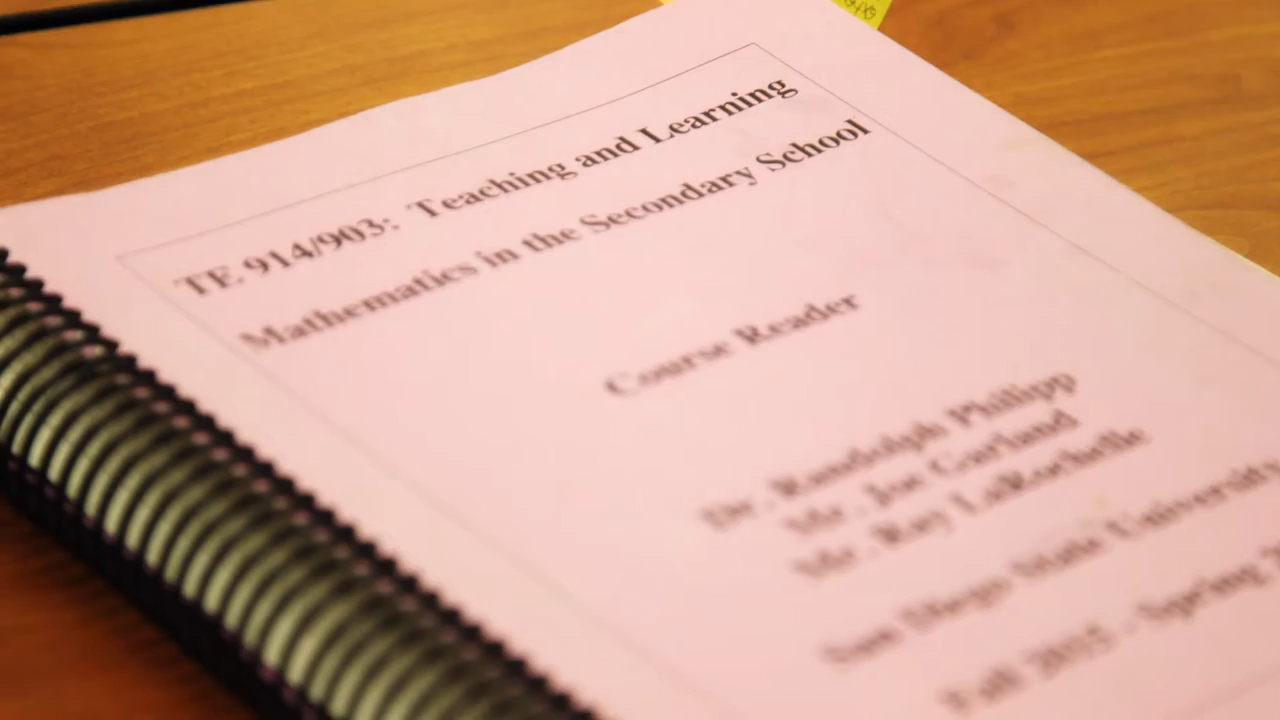 TE 914/903: Teaching and Learning
Mathematics in the Secondary School
Course Reader
Dr. Randolph Philipp
Mr. Joe Garland
Mr. Ray LaRochelle
San Diego State University
Fall 2015 - Spring 2